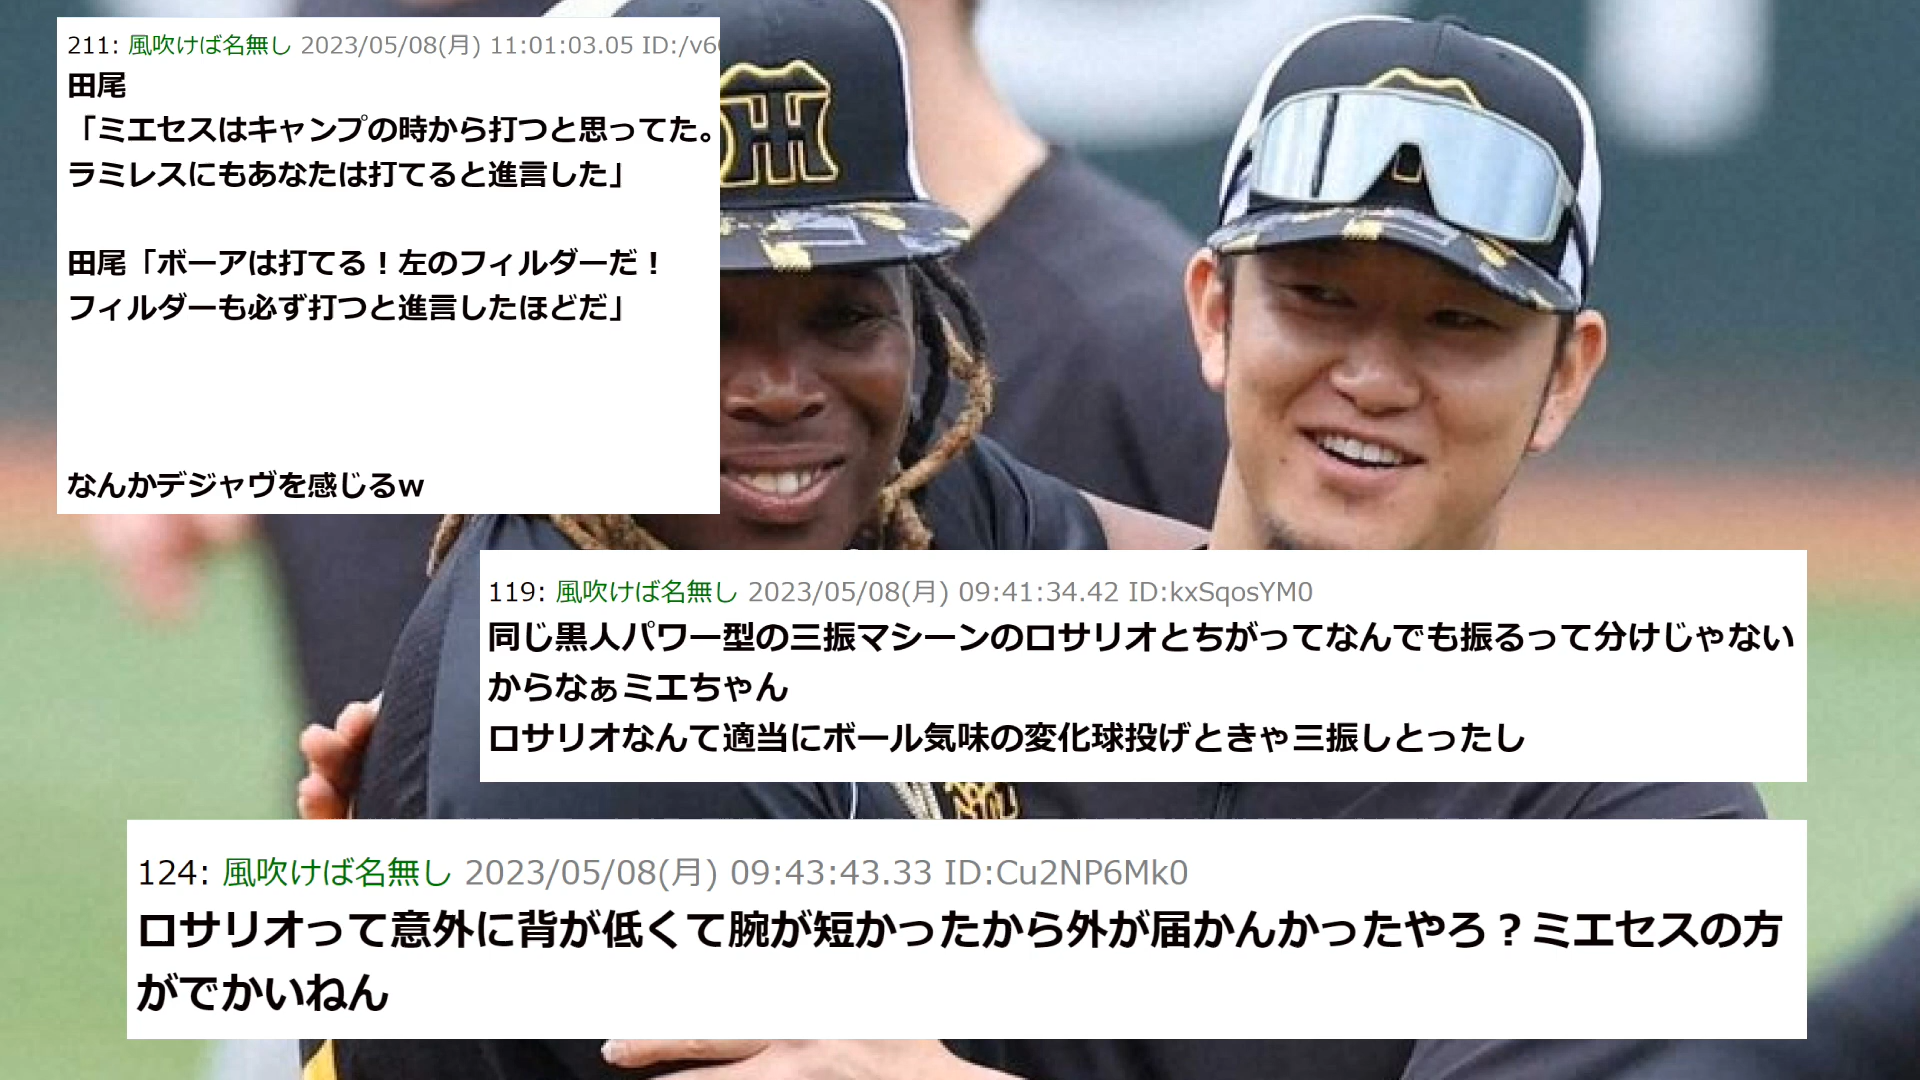 211: 風吹けば名無し 2023/05/08(月) 11:01:03.05 ID:/v6
田尾
「ミエセスはキャンプの時から打つと思ってた。
ラミレスにもあなたは打てると進言した」
田尾「ボーアは打てる！左のフィルダーだ！
フィルダーも必ず打つと進言したほどだ」
なんかデジャヴを感じるw
119: 風吹けば名無し 2023/05/08(月) 09:41:34.42 ID:kxSqosYM0
同じ黒人パワー型の三振マシーンのロサリオとちがってなんでも振るって分けじゃない
からなぁミエちゃん
ロサリオなんて適当にボール気味の変化球投げときゃ三振しとったし
124: 風吹けば名無し 2023/05/08(月) 09:43:43.33 ID:Cu2NP6Mk0
ロサリオって意外に背が低くて腕が短かったから外が届かんかったやろ？ミエセスの方
がでかいねん